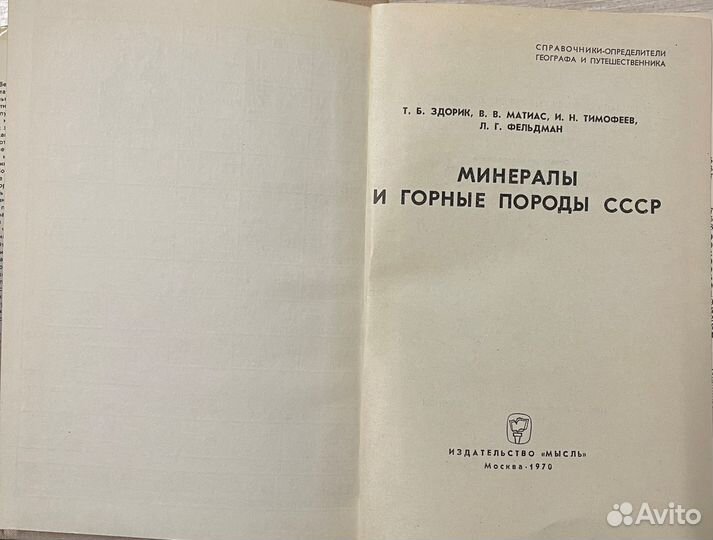 СПРАВОЧНИКИ-ОПРЕДЕЛИТЕЛИ
ГЕОГРАФА И ПУТЕШЕСТВЕННИКА
Т. Б. ЗДОРИК, В. В. МАТИАС, И. Н. ТИМОФЕЕВ,
Л. Г. ФЕЛЬДМАН
МИНЕРАЛЫ
И ГОРНЫЕ ПОРОДЫ СССР
ИЗДАТЕЛЬСТВО «МЫСЛЬ»
Москва-1970
Avito